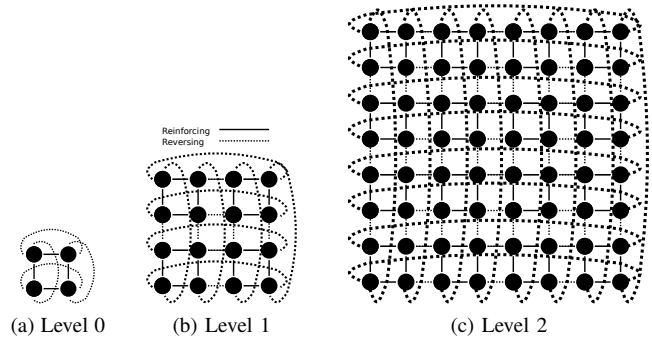 Reinforcing
Reversing
(a) Level 0
(b) Level 1
(c) Level 2